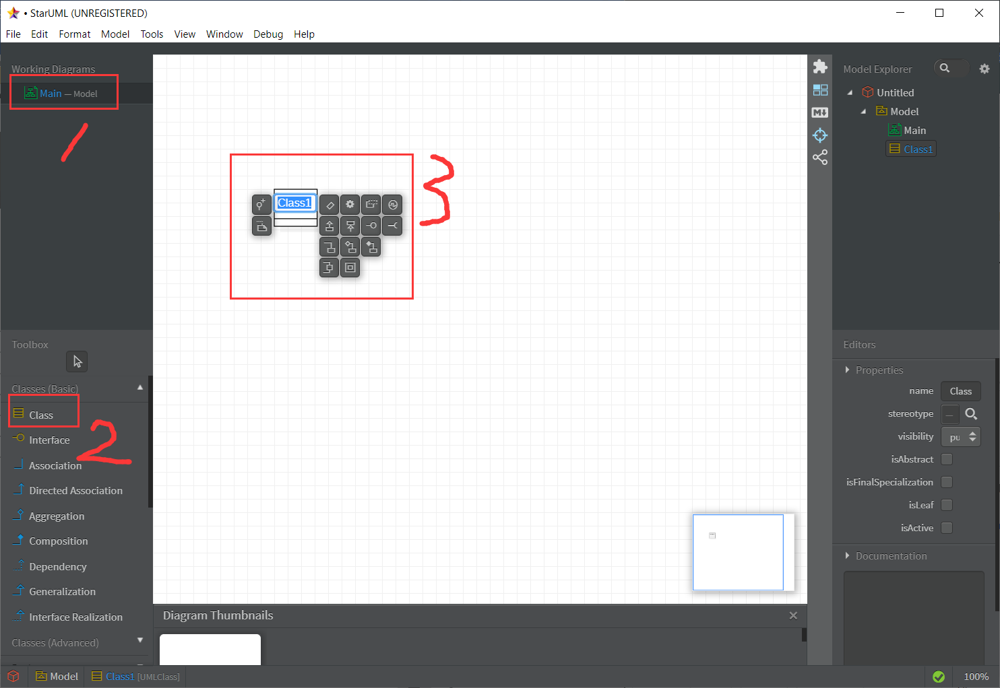 • StarUML (UNREGISTERED)
File Edit Format Model Tools View Window Debug Help
Working Diagrams
Main — Model
1
Toolbox
Classes (Basic)
Class
Interface
2
Association
Directed Association
Aggregation
Composition
Dependency
Generalization
Interface Realization
Classes (Advanced)
Class1
3
Diagram Thumbnails
Model Explorer
Untitled
Model
Main
Class1
Editors
Properties
name Class
stereotype —
visibility pu
isAbstract
isFinalSpecialization
isLeaf
isActive
Documentation
Model Class1 [UMLClass] 100%